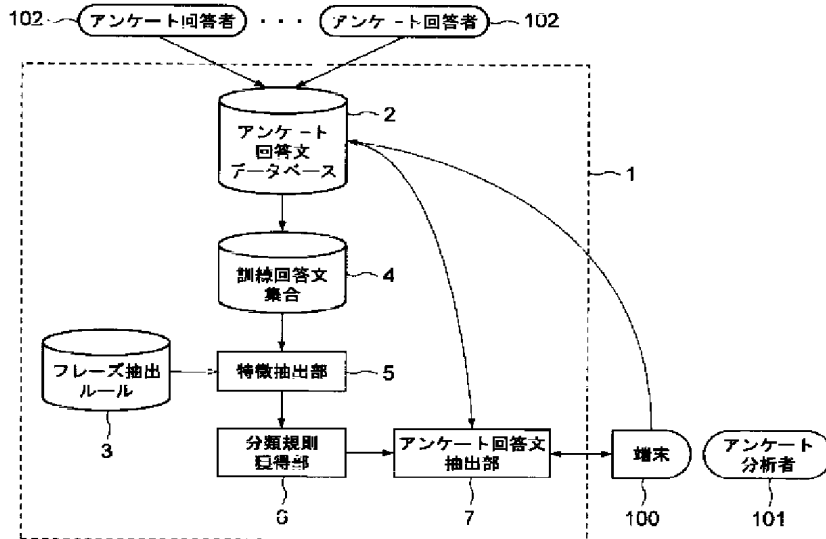 102 アンケート回答者 ・・・ アンケート回答者 102
2
アンケート
回答文
データベース
1
訓練回答文
集合
4
フレーズ抽出
ルール
3
特徴抽出部
5
分類規則
獲得部
6
アンケート回答文
抽出部
7
端末
100
アンケート
分析者
101